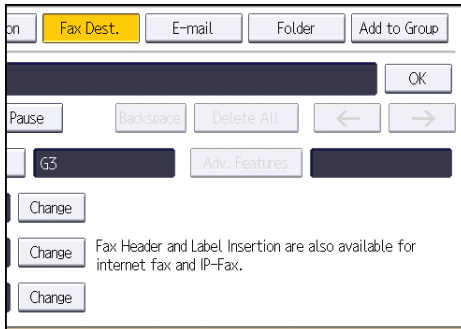 on Fax Dest. E-mail Folder Add to Group
OK
Pause Backspace Delete All ← →
G3 Adv. Features
Change
Change Fax Header and Label Insertion are also available for
internet fax and IP-Fax.
Change